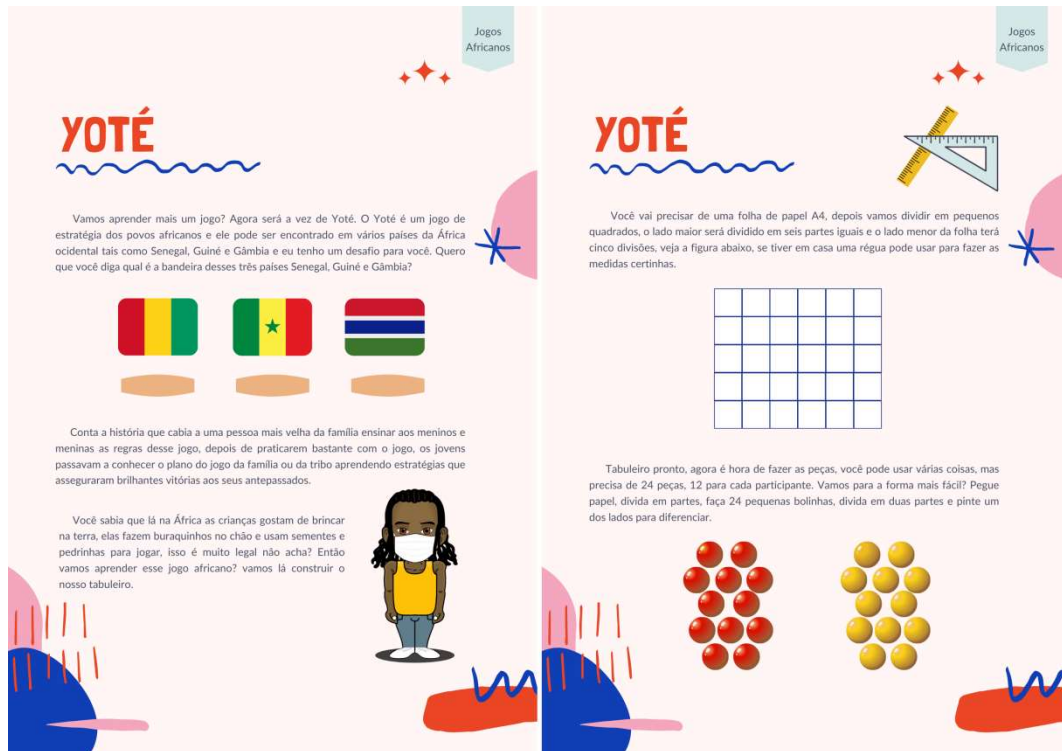 Jogos
Africanos
YOTÉ
Vamos aprender mais um jogo? Agora será a vez de Yoté. O Yoté é um jogo de
estratégia dos povos africanos e ele pode ser encontrado em vários países da África
ocidental tais como Senegal, Guiné e Gâmbia e eu tenho um desafio para você. Quero
que você diga qual é a bandeira desses três países Senegal, Guiné e Gâmbia?
Conta a história que cabia a uma pessoa mais velha da família ensinar aos meninos e
meninas as regras desse jogo, depois de praticarem bastante com o jogo, os jovens
passavam a conhecer o plano do jogo da família ou da tribo aprendendo estratégias que
asseguraram brilhantes vitórias aos seus antepassados.
Você sabia que lá na África as crianças gostam de brincar
na terra, elas fazem buraquinhos no chão e usam sementes e
pedrinhas para jogar, isso é muito legal não acha? Então
vamos aprender esse jogo africano? vamos lá construir o
nosso tabuleiro.
Jogos
Africanos
YOTÉ
Você vai precisar de uma folha de papel A4, depois vamos dividir em pequenos
quadrados, o lado maior será dividido em seis partes iguais e o lado menor da folha terá
cinco divisões, veja a figura abaixo, se tiver em casa uma régua pode usar para fazer as
medidas certinhas.
Tabuleiro pronto, agora é hora de fazer as peças, você pode usar várias coisas, mas
precisa de 24 peças, 12 para cada participante. Vamos para a forma mais fácil? Pegue
papel, divida em partes, faça 24 pequenas bolinhas, divida em duas partes e pinte um
dos lados para diferenciar.